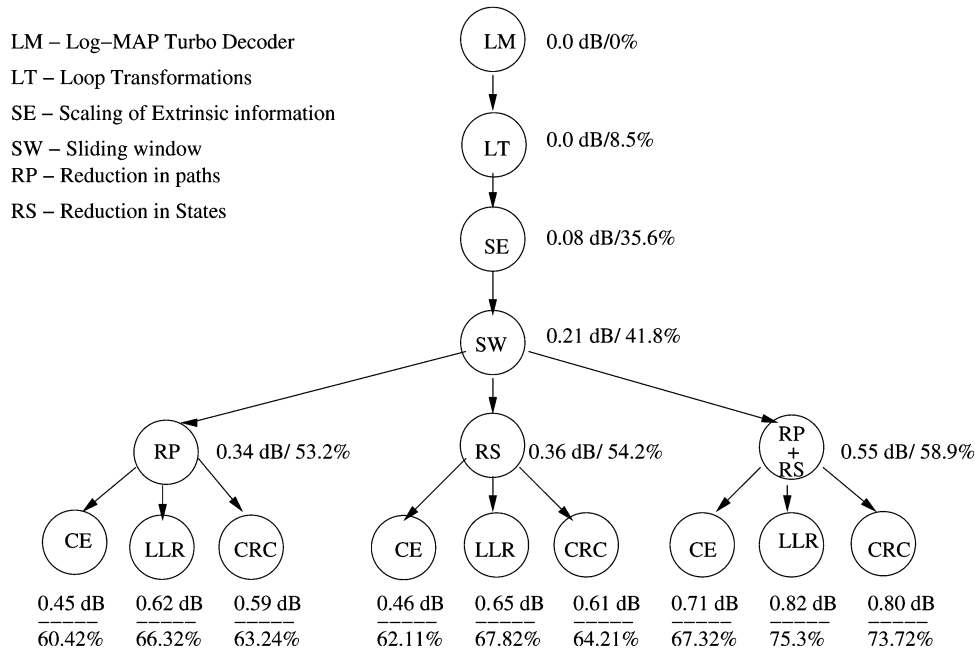 LM – Log–MAP Turbo Decoder
LT – Loop Transformations
SE – Scaling of Extrinsic information
SW – Sliding window
RP – Reduction in paths
RS – Reduction in States
LM 0.0 dB/0%
LT 0.0 dB/8.5%
SE 0.08 dB/35.6%
SW 0.21 dB/ 41.8%
RP 0.34 dB/ 53.2%
RS 0.36 dB/ 54.2%
RP
+
RS
0.55 dB/ 58.9%
CE LLR CRC CE LLR CRC CE LLR CRC
0.45 dB 0.62 dB 0.59 dB 0.46 dB 0.65 dB 0.61 dB 0.71 dB 0.82 dB 0.80 dB
60.42% 66.32% 63.24% 62.11% 67.82% 64.21% 67.32% 75.3% 73.72%